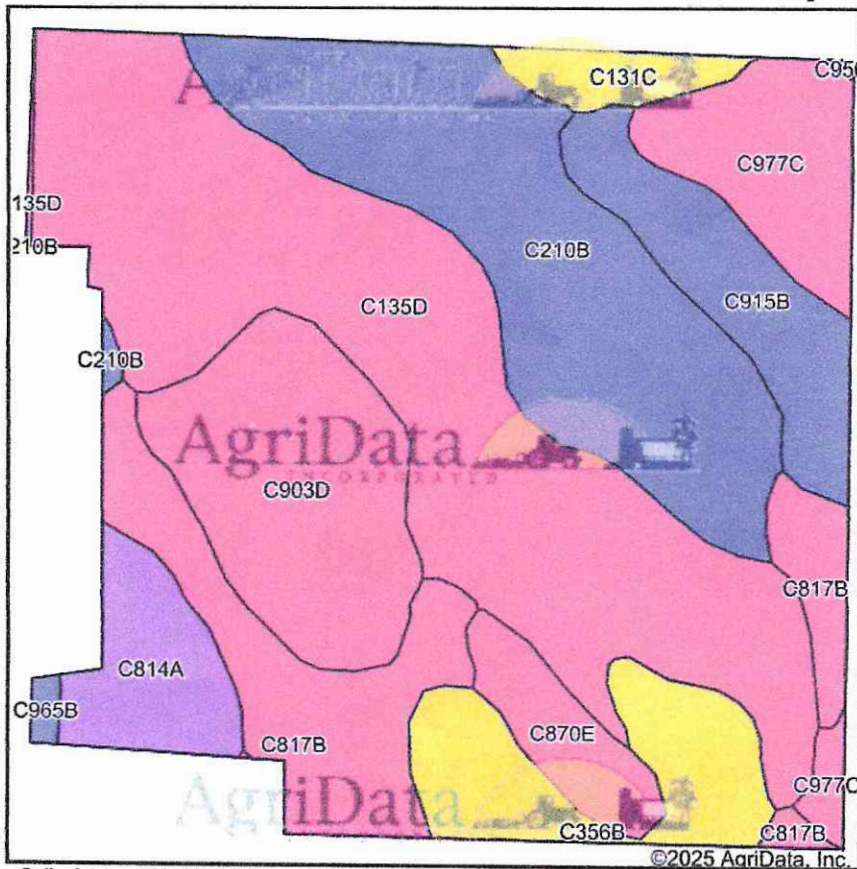 C131C
C950
C977C
135D
210B
C210B
C915B
C135D
C210B
AgriData
INCORPORATED
C903D
C817B
C814A
C965B
C870E
C817B
C977C
AgriData
C356B
C817B
©2025 AgriData, Inc.